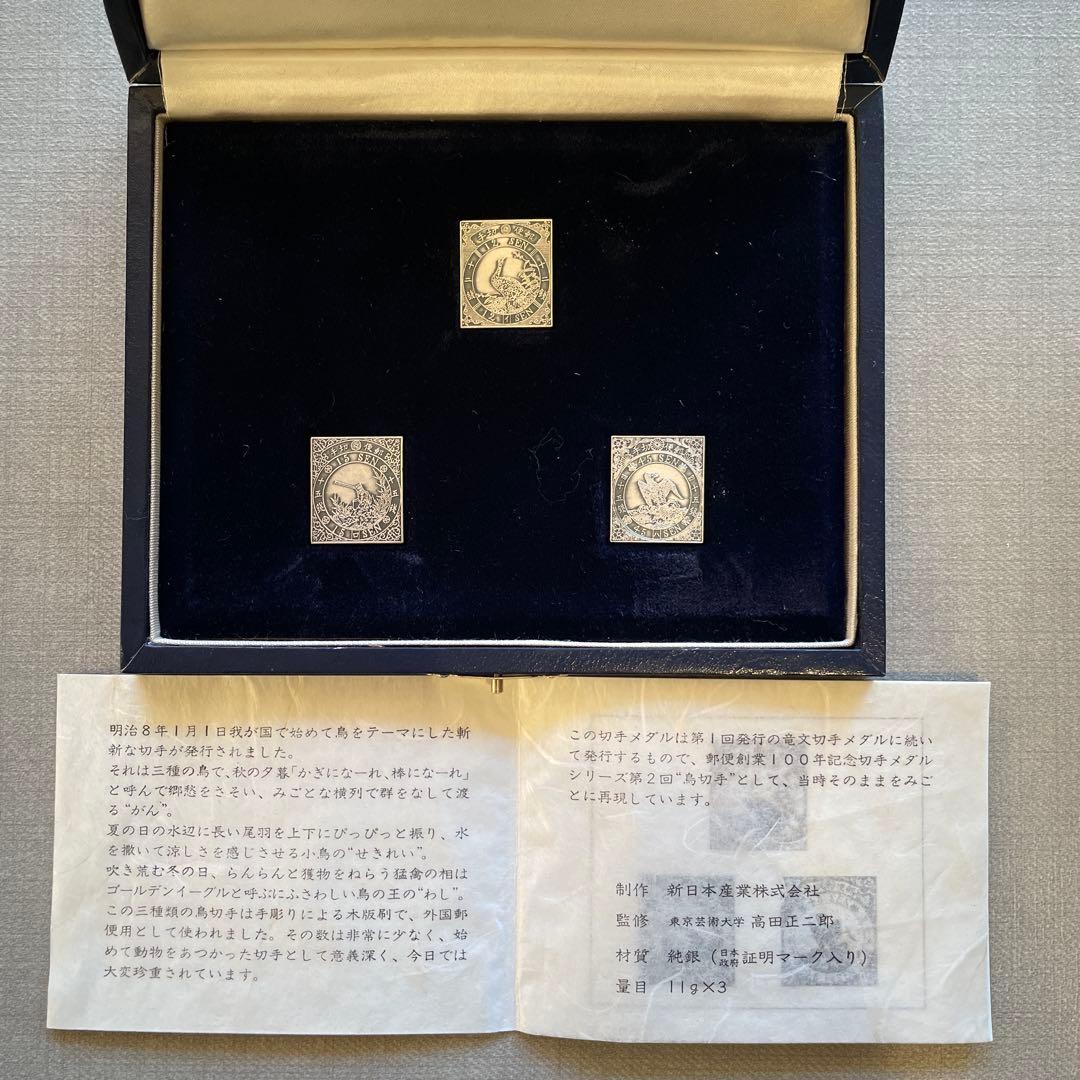 手切便郵
12 SEN
手切便郵
15 SEN
手切便郵
45 SEN
明治8年1月1日我が国で始めて鳥をテーマにした斬
新な切手が発行されました。
それは三種の鳥で、秋の夕暮「かぎになーれ、棒になーれ」
と呼んで郷愁をさそい、みごとな横列で群をなして渡
る“がん”。
夏の日の水辺に長い尾羽を上下にぴっぴっと振り、水
を撒いて涼しさを感じさせる小鳥の“せきれい”。
吹き荒む冬の日、らんらんと獲物をねらう猛禽の相は
ゴールデンイーグルと呼ぶにふさわしい鳥の王の“わし”。
この三種類の鳥切手は手彫りによる木版刷で、外国郵
便用として使われました。その数は非常に少なく、始
めて動物をあつかった切手として意義深く、今日では
大変珍重されています。
この切手メダルは第1回発行の竜文切手メダルに続い
て発行するもので、郵便創業100年記念切手メダル
シリーズ第2回“鳥切手”として、当時そのままをみご
とに再現しています。
制作 新日本産業株式会社
監修 東京芸術大学 高田正二郎
材質 純銀(日本政府証明マーク入り)
量目 11g×3